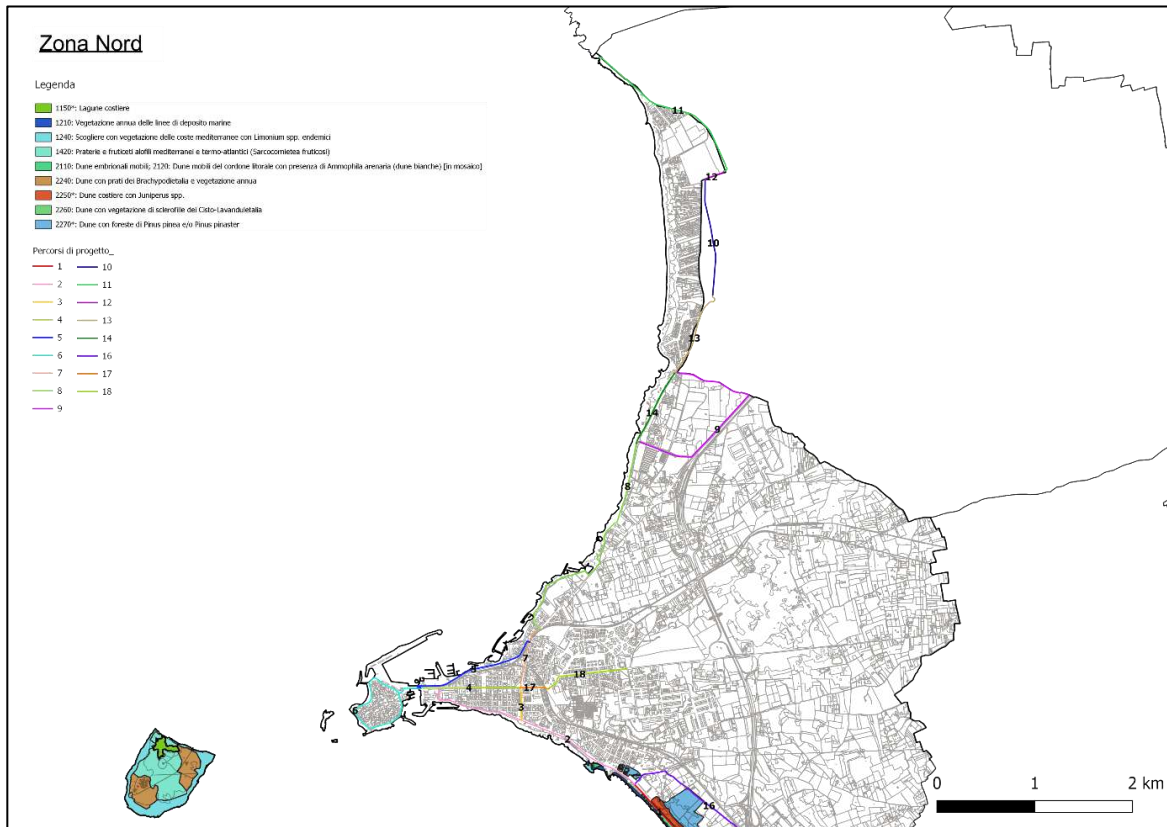 Zona Nord
Legenda
1150*: Lagune costiere
1210: Vegetazione annua delle linee di deposito marine
1240: Scogliere con vegetazione delle coste mediterranee con Limonium spp. endemici
1420: Praterie e fruticeti alofili mediterranei e termo-atlantici (Sarcocornietea fruticosi)
2110: Dune embrionali mobili; 2120: Dune mobili del cordone litorale con presenza di Ammophila arenaria (dune bianche) [in mosaico]
2240: Dune con prati dei Brachypodietalia e vegetazione annua
2250*: Dune costiere con Juniperus spp.
2260: Dune con vegetazione di sclerofille dei Cisto-Lavanduletalia
2270*: Dune con foreste di Pinus pinea e/o Pinus pinaster
Percorsi di progetto_
1 10
2 11
3 12
4 13
5 14
6 16
7 17
8 18
9
11
12
10
13
14
9
8
7
18
4
17
6
3
2
16
0 1 2 km